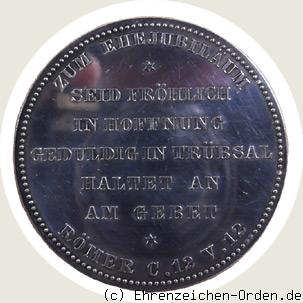 ZUM EHEJUBILÄUM
SEID FRÖHLICH
IN HOFFNUNG
GEDULDIG IN TRÜBSAL
HALTET AN
AM GEBET
RÖMER C. 12 V. 12
(c) Ehrenzeichen-Orden.de